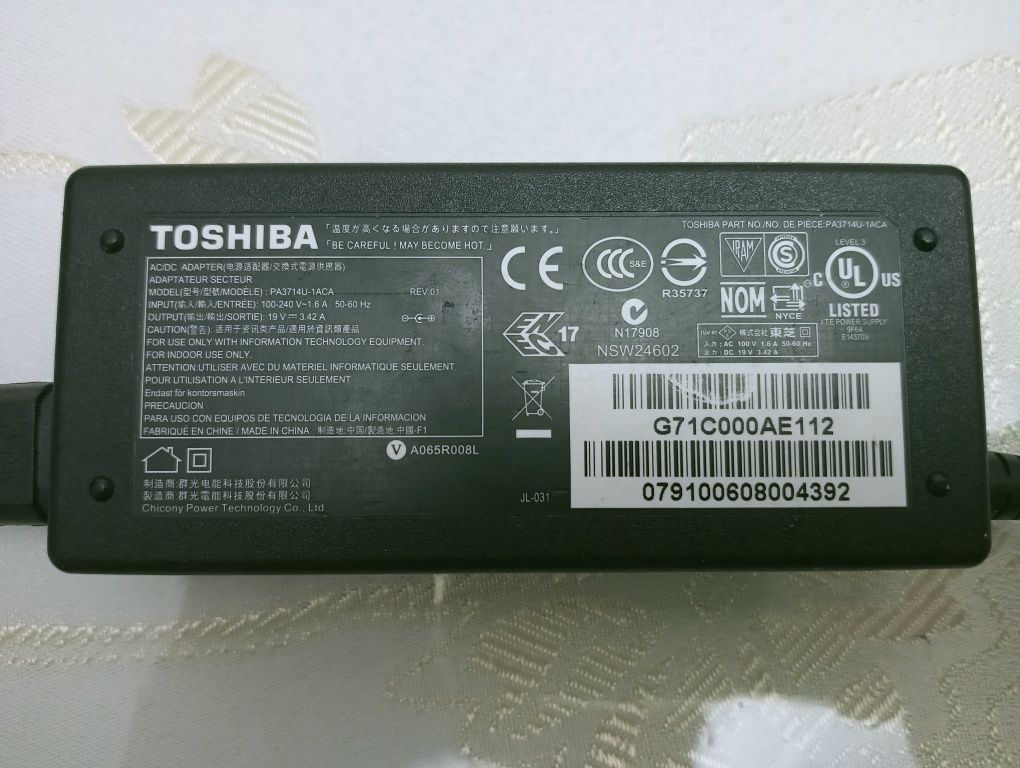 TOSHIBA
「温度が高くなる場合がありますので注意願います。」
「BE CAREFUL ! MAY BECOME HOT.」
TOSHIBA PART NO./NO. DE PIECE:PA3714U-1ACA
AC/DC ADAPTER(电源适配器/交換式電源供應器)
ADAPTATEUR SECTEUR
MODEL(型号/型號/MODÈLE) : PA3714U-1ACA REV.01
INPUT(输入/輸入/ENTRÉE): 100-240 V~1.6 A 50-60 Hz
OUTPUT(输出/輸出/SORTIE): 19 V ⎓ 3.42 A
CAUTION(警告): 适用于资讯类产品/適用於資訊類產品
FOR USE ONLY WITH INFORMATION TECHNOLOGY EQUIPMENT.
FOR INDOOR USE ONLY.
ATTENTION:UTILISER AVEC DU MATERIEL INFORMATIQUE SEULEMENT.
POUR UTILISATION A L'INTERIEUR SEULEMENT
Endast för kontorsmaskin
PRECAUCION
PARA USO CON EQUIPOS DE TECNOLOGIA DE LA INFORMACION
FABRIQUÉ EN CHINE / MADE IN CHINA 制造地:中国/製造地:中國-F1
V A065R008L
制造商:群光电能科技股份有限公司
製造商:群光電能科技股份有限公司
Chicony Power Technology Co., Ltd.
JL-031
CE
CCC S&E
R35737
N17908
NSW24602
17
IRAM
S
NOM
NYCE
LEVEL 3
C UL US
LISTED
I.T.E POWER SUPPLY
9F64
E143709
株式会社 東芝
入力 : AC 100 V 1.6 A 50-60 Hz
出力 : DC 19 V 3.42 A
G71C000AE112
079100608004392